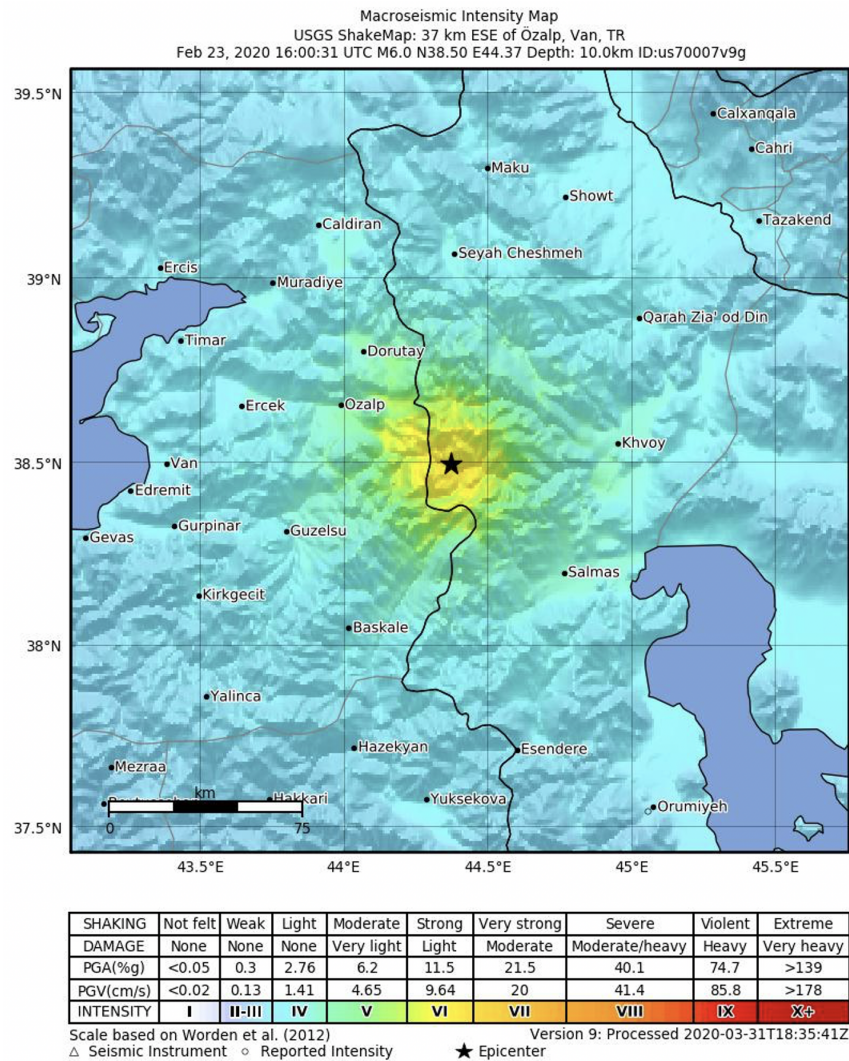 Macroseismic Intensity Map
USGS ShakeMap: 37 km ESE of Özalp, Van, TR
Feb 23, 2020 16:00:31 UTC M6.0 N38.50 E44.37 Depth: 10.0km ID:us70007v9g
39.5°N
Calxanqala
Cahri
Maku
Showt
Tazakend
Caldiran
Seyah Cheshmeh
Ercis
39°N
Muradiye
Qarah Zia' od Din
Timar
Dorutay
Ercek
Ozalp
Khvoy
38.5°N
Van
Edremit
Gurpinar
Guzelsu
Gevas
Salmas
Kirkgecit
Baskale
38°N
Yalinca
Hazekyan
Esendere
Mezraa
km
Hakkari
Yuksekova
Orumiyeh
0 75
37.5°N
43.5°E 44°E 44.5°E 45°E 45.5°E
SHAKING Not felt Weak Light Moderate Strong Very strong Severe Violent Extreme
DAMAGE None None None Very light Light Moderate Moderate/heavy Heavy Very heavy
PGA(%g) <0.05 0.3 2.76 6.2 11.5 21.5 40.1 74.7 >139
PGV(cm/s) <0.02 0.13 1.41 4.65 9.64 20 41.4 85.8 >178
INTENSITY I II-III IV V VI VII VIII IX X+
Scale based on Worden et al. (2012) Version 9: Processed 2020-03-31T18:35:41Z
△ Seismic Instrument ○ Reported Intensity ★ Epicenter